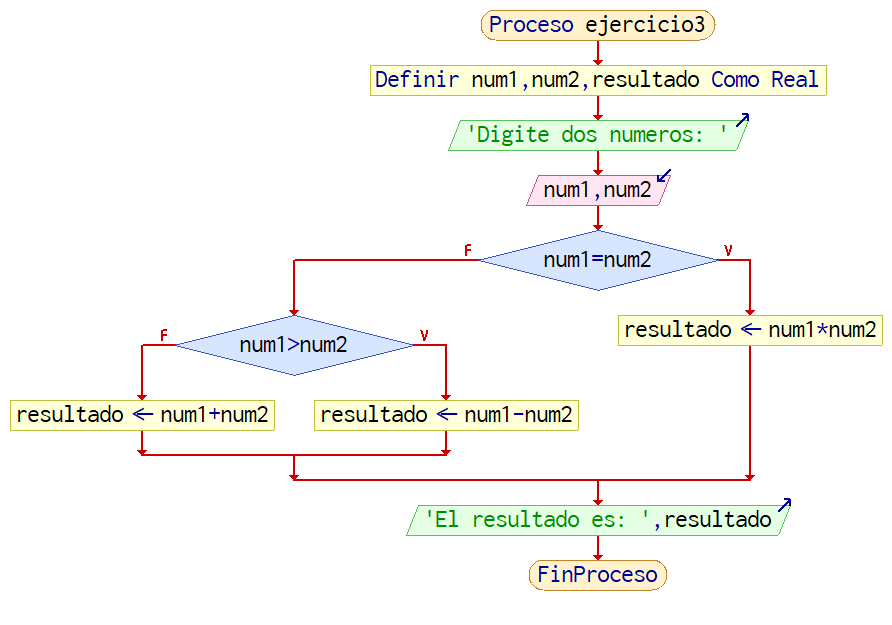 Proceso ejercicio3
Definir num1,num2,resultado Como Real
'Digite dos numeros: '
num1,num2
F
num1=num2
V
F
num1>num2
V
resultado ← num1*num2
resultado ← num1+num2
resultado ← num1-num2
'El resultado es: ',resultado
FinProceso